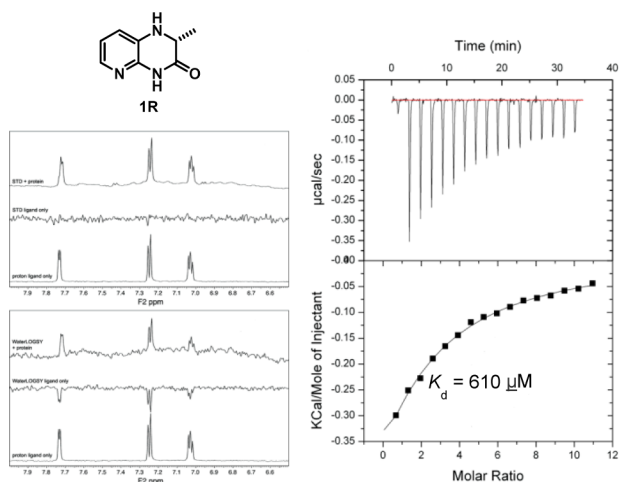 H
N
N
N
H
O
1R
STD + protein
STD ligand only
proton ligand only
7.9 7.8 7.7 7.6 7.5 7.4 7.3 7.2 7.1 7.0 6.9 6.8 6.7 6.6
F2 ppm
WaterLOGSY
+ protein
WaterLOGSY ligand only
proton ligand only
7.9 7.8 7.7 7.6 7.5 7.4 7.3 7.2 7.1 7.0 6.9 6.8 6.7 6.6
F2 ppm
Time (min)
0 10 20 30 40
0.05
0.00
-0.05
-0.10
-0.15
-0.20
-0.25
-0.30
-0.35
µcal/sec
-0.05
-0.10
-0.15
-0.20
-0.25
-0.30
-0.35
KCal/Mole of Injectant
Kd = 610 µM
0 2 4 6 8 10 12
Molar Ratio